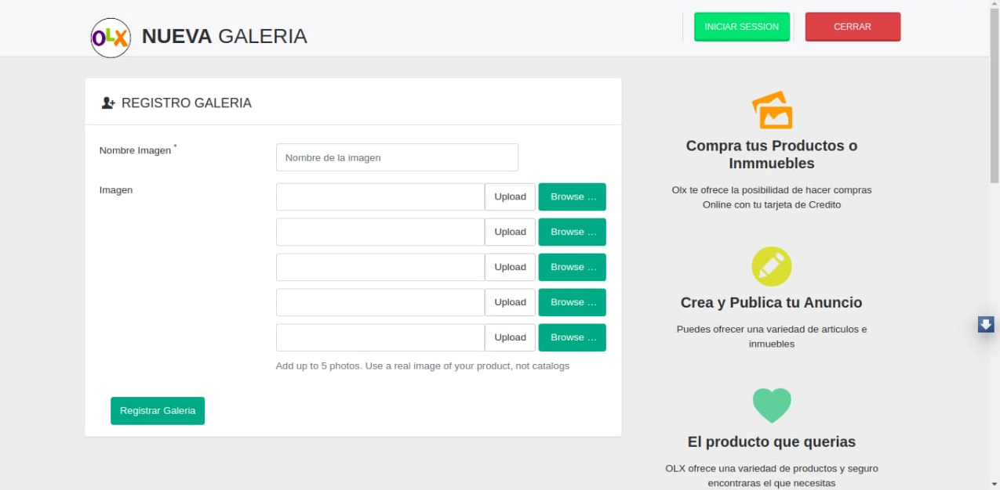 OLX NUEVA GALERIA
INICIAR SESSION
CERRAR
REGISTRO GALERIA
Nombre Imagen *
Nombre de la imagen
Imagen
Upload Browse ...
Upload Browse ...
Upload Browse ...
Upload Browse ...
Upload Browse ...
Add up to 5 photos. Use a real image of your product, not catalogs
Registrar Galeria
Compra tus Productos o
Inmmuebles
Olx te ofrece la posibilidad de hacer compras
Online con tu tarjeta de Credito
Crea y Publica tu Anuncio
Puedes ofrecer una variedad de articulos e
inmuebles
El producto que querias
OLX ofrece una variedad de productos y seguro
encontraras el que necesitas